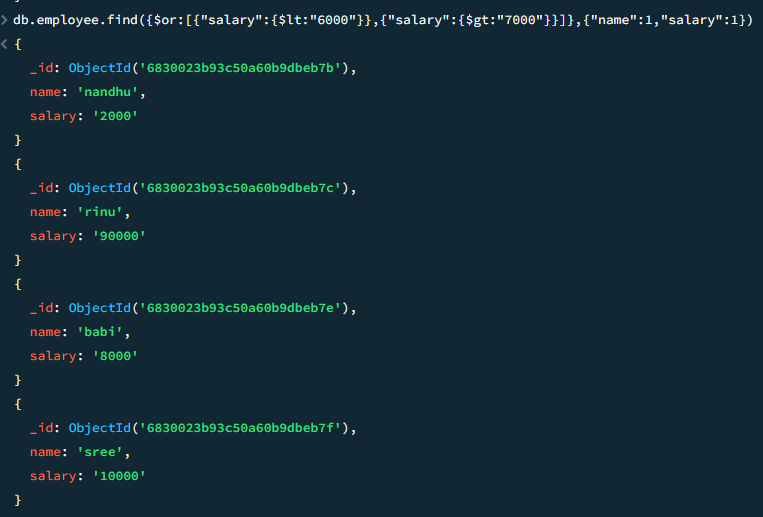 > db.employee.find({$or:[{"salary":{$lt:"6000"}},{"salary":{$gt:"7000"}}]},{"name":1,"salary":1})
< {
_id: ObjectId('6830023b93c50a60b9dbeb7b'),
name: 'nandhu',
salary: '2000'
}
{
_id: ObjectId('6830023b93c50a60b9dbeb7c'),
name: 'rinu',
salary: '90000'
}
{
_id: ObjectId('6830023b93c50a60b9dbeb7e'),
name: 'babi',
salary: '8000'
}
{
_id: ObjectId('6830023b93c50a60b9dbeb7f'),
name: 'sree',
salary: '10000'
}